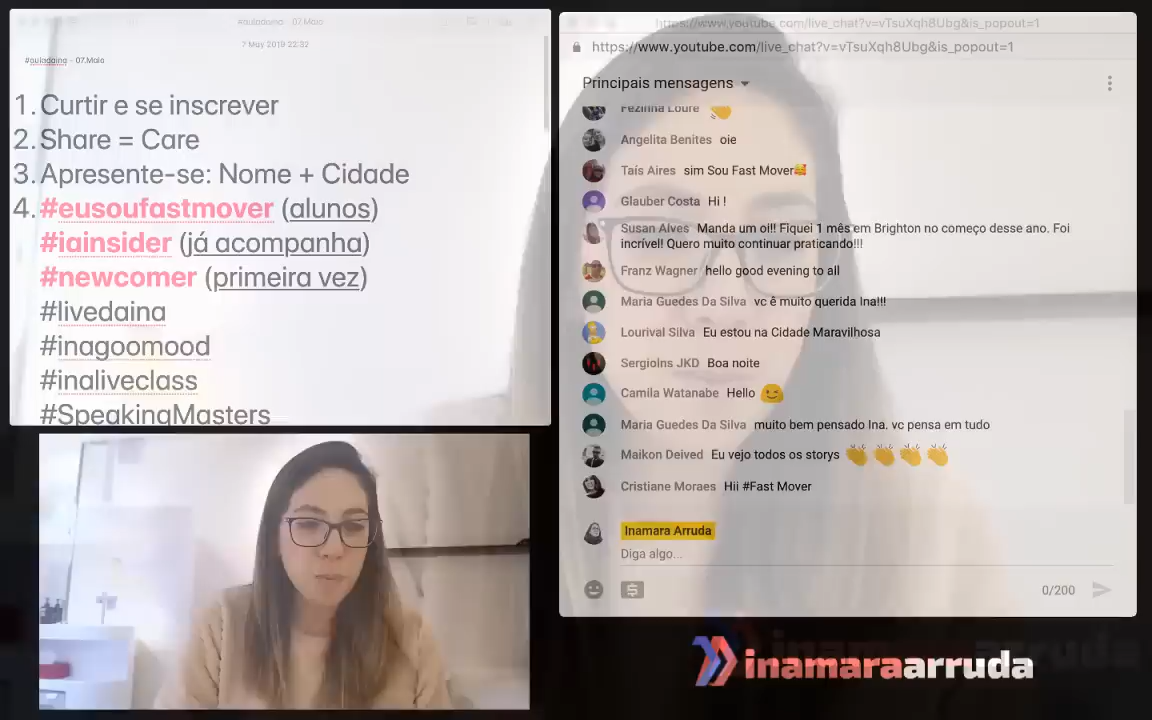 #auladaina - 07.Maio
7 May 2019 22:32
#auladaina - 07.Maio
1. Curtir e se inscrever
2. Share = Care
3. Apresente-se: Nome + Cidade
4. #eusoufastmover (alunos)
#iainsider (já acompanha)
#newcomer (primeira vez)
#livedaina
#inagoomood
#inaliveclass
#SpeakingMasters
https://www.youtube.com/live_chat?v=vTsuXqh8Ubg&is_popout=1
https://www.youtube.com/live_chat?v=vTsuXqh8Ubg&is_popout=1
Principais mensagens
Fezinha Loure
Angelita Benites oie
Taís Aires sim Sou Fast Mover🥰
Glauber Costa Hi !
Susan Alves Manda um oi!! Fiquei 1 mês em Brighton no começo desse ano. Foi
incrível! Quero muito continuar praticando!!!
Franz Wagner hello good evening to all
Maria Guedes Da Silva vc ê muito querida Ina!!!
Lourival Silva Eu estou na Cidade Maravilhosa
SergioIns JKD Boa noite
Camila Watanabe Hello 😉
Maria Guedes Da Silva muito bem pensado Ina. vc pensa em tudo
Maikon Deived Eu vejo todos os storys 👏 👏 👏 👏
Cristiane Moraes Hii #Fast Mover
Inamara Arruda
Diga algo...
0/200
inamaraarruda